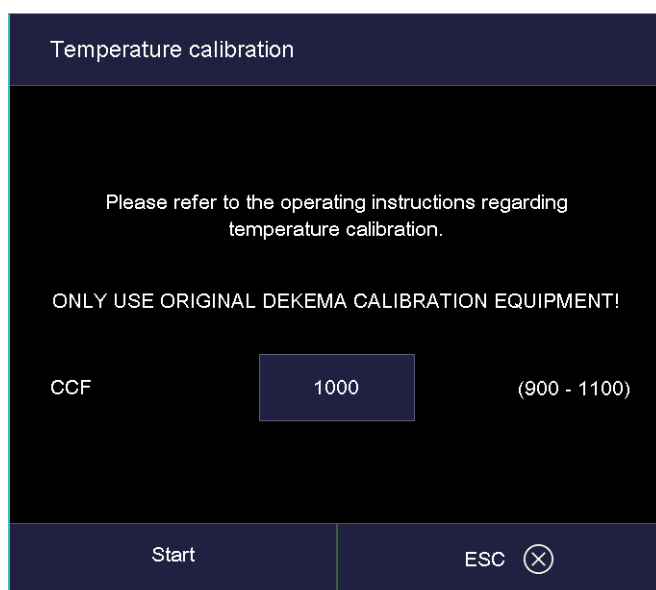 Temperature calibration
Please refer to the operating instructions regarding
temperature calibration.
ONLY USE ORIGINAL DEKEMA CALIBRATION EQUIPMENT!
CCF 1000 (900 - 1100)
Start ESC